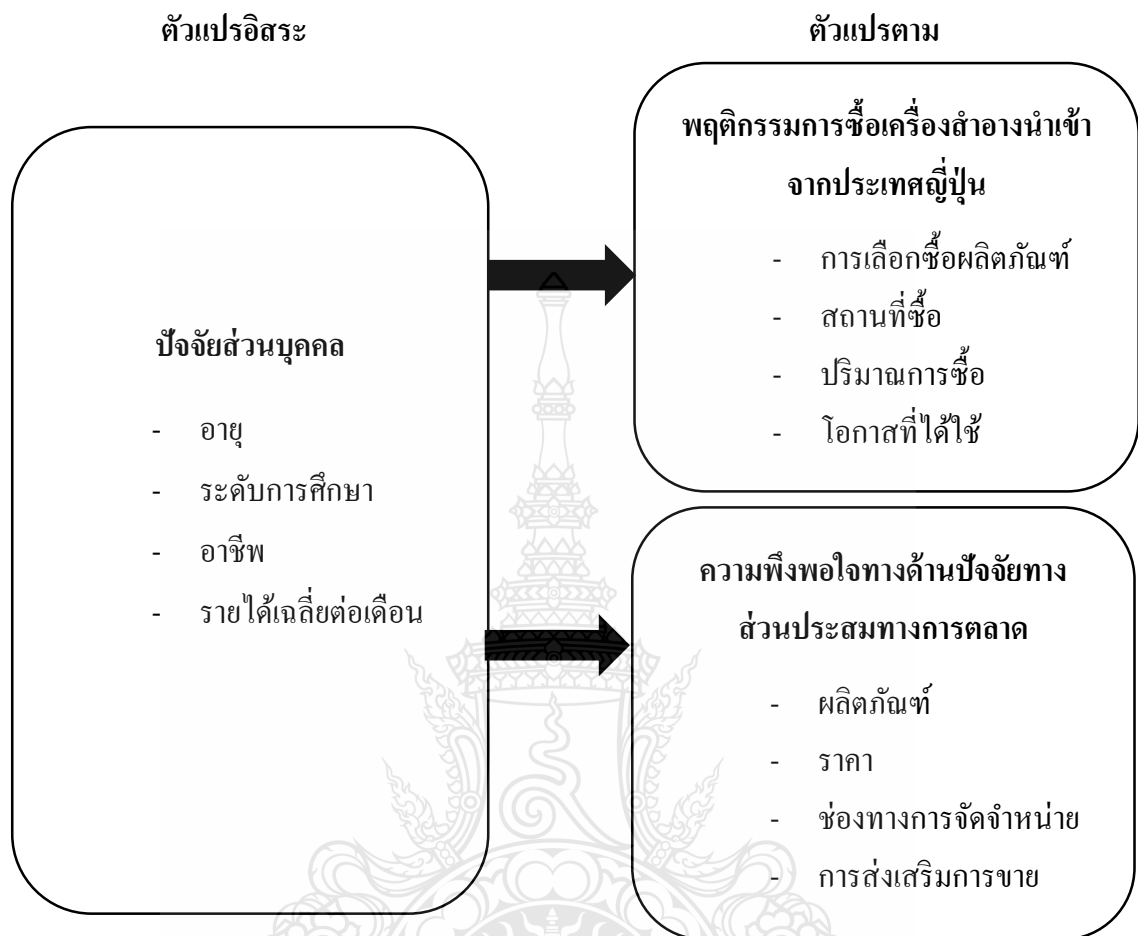 ตัวแปรอิสระ
ตัวแปรตาม
ปัจจัยส่วนบุคคล
- อายุ
- ระดับการศึกษา
- อาชีพ
- รายได้เฉลี่ยต่อเดือน
พฤติกรรมการซื้อเครื่องสำอางนำเข้า
จากประเทศญี่ปุ่น
- การเลือกซื้อผลิตภัณฑ์
- สถานที่ซื้อ
- ปริมาณการซื้อ
- โอกาสที่ได้ใช้
ความพึงพอใจทางด้านปัจจัยทาง
ส่วนประสมทางการตลาด
- ผลิตภัณฑ์
- ราคา
- ช่องทางการจัดจำหน่าย
- การส่งเสริมการขาย